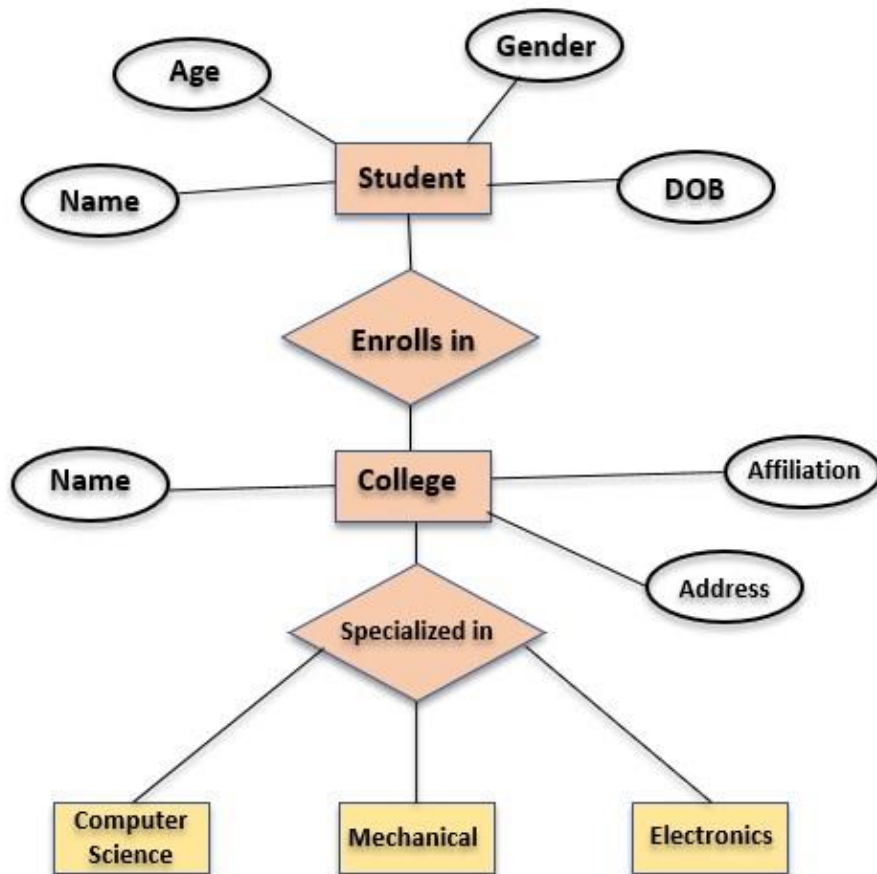 Gender
Age
Student
Name
DOB
Enrolls in
Name
College
Affiliation
Address
Specialized in
Computer
Science
Mechanical
Electronics